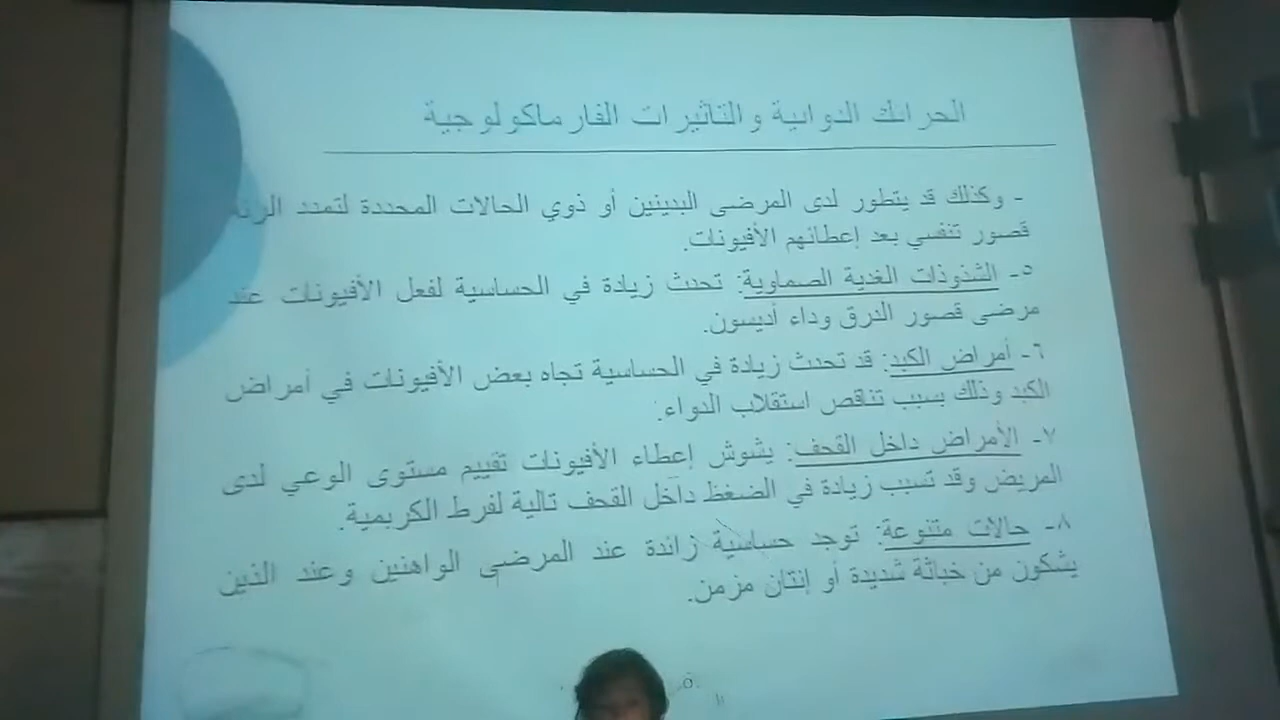 الحرائك الدوائية والتاثيرات الفارماكولوجية
- وكذلك قد يتطور لدى المرضى البدينين أو ذوي الحالات المحددة لتمدد الرئة
قصور تنفسي بعد إعطائهم الأفيونات.
٥- الشذوذات الغدية الصماوية: تحدث زيادة في الحساسية لفعل الأفيونات عند
مرضى قصور الدرق وداء أديسون.
٦- أمراض الكبد: قد تحدث زيادة في الحساسية تجاه بعض الأفيونات في أمراض
الكبد وذلك بسبب تناقص استقلاب الدواء.
٧- الأمراض داخل القحف: يشوش إعطاء الأفيونات تقييم مستوى الوعي لدى
المريض وقد تسبب زيادة في الضغط داخل القحف تالية لفرط الكربمية.
٨- حالات متنوعة: توجد حساسية زائدة عند المرضى الواهنين وعند الذين
يشكون من خباثة شديدة أو إنتان مزمن.